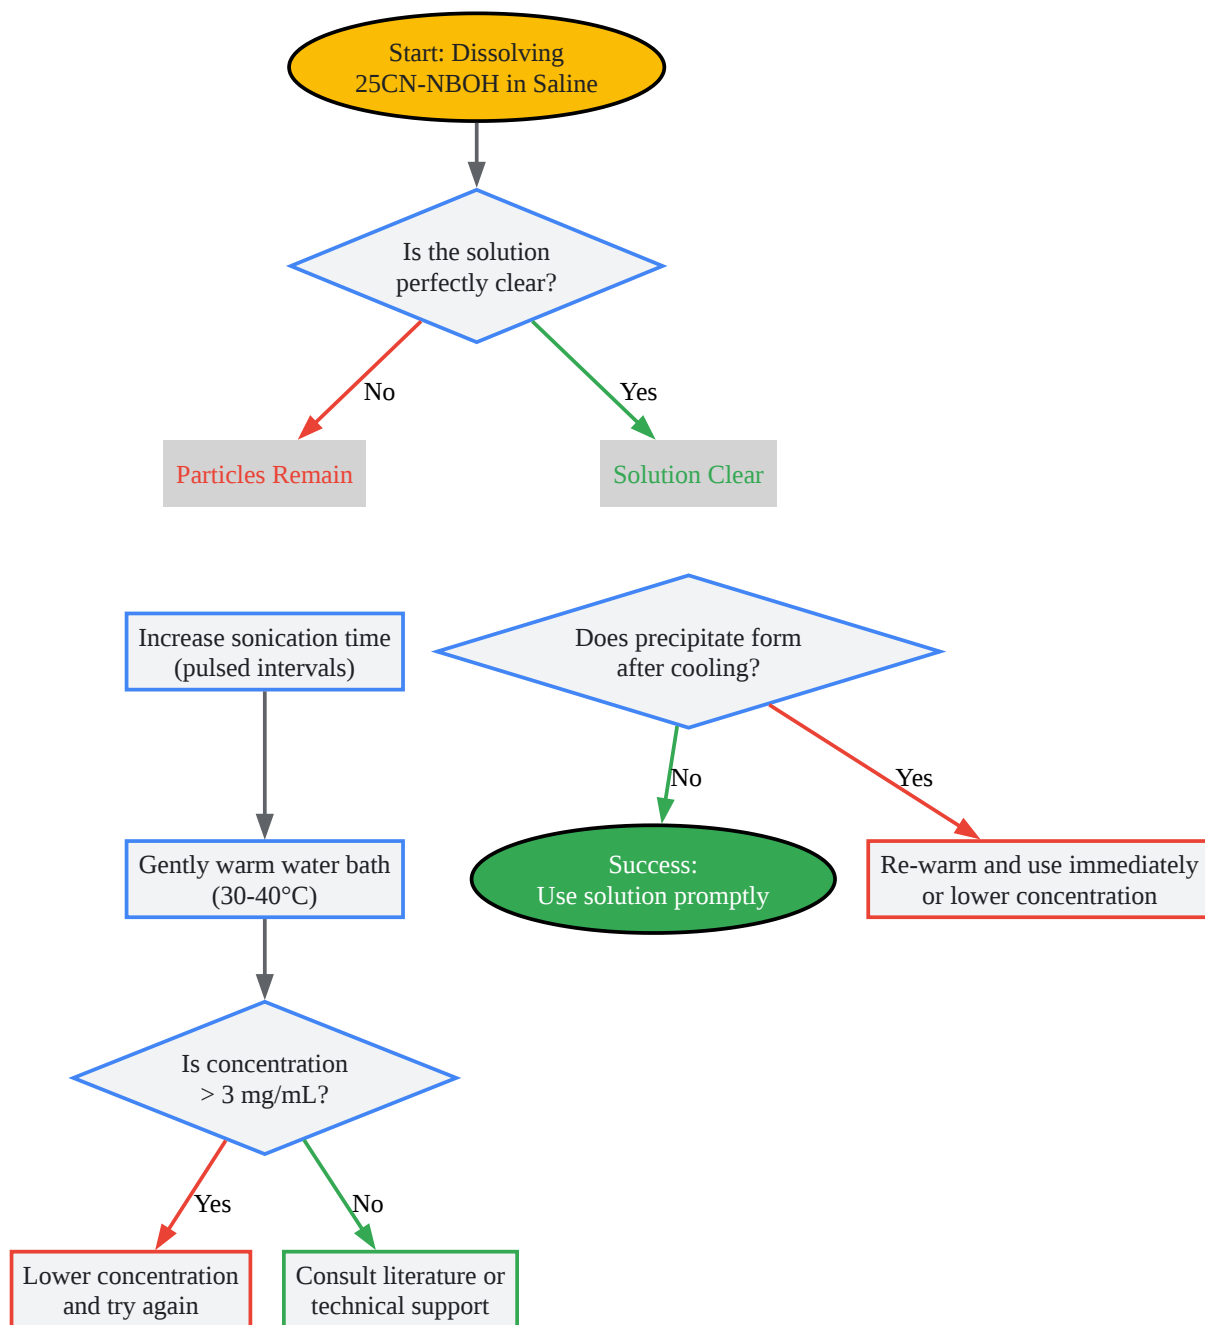 Start: Dissolving
25CN-NBOH in Saline
Is the solution
perfectly clear?
No
Yes
Particles Remain
Solution Clear
Increase sonication time
(pulsed intervals)
Does precipitate form
after cooling?
No
Yes
Gently warm water bath
(30-40°C)
Success:
Use solution promptly
Re-warm and use immediately
or lower concentration
Is concentration
> 3 mg/mL?
Yes
No
Lower concentration
and try again
Consult literature or
technical support